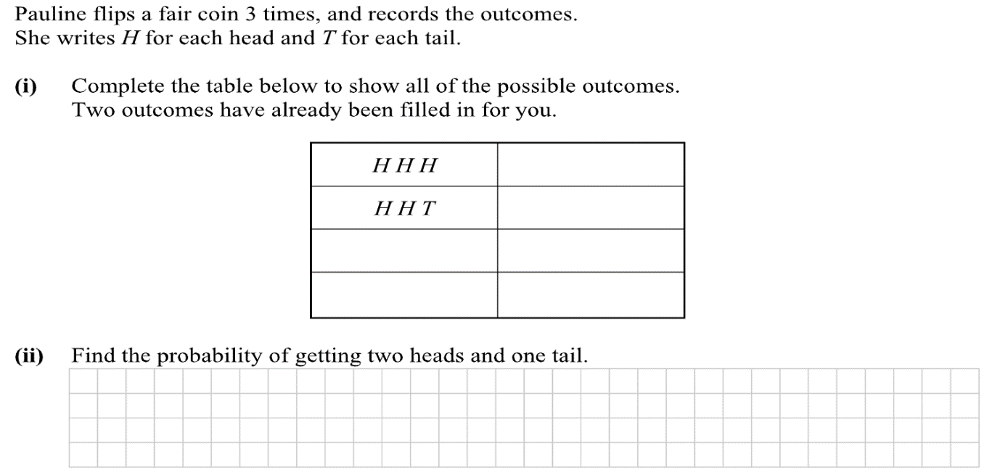 Pauline flips a fair coin 3 times, and records the outcomes.
She writes H for each head and T for each tail.
(i) Complete the table below to show all of the possible outcomes.
Two outcomes have already been filled in for you.
H H H
H H T
(ii) Find the probability of getting two heads and one tail.